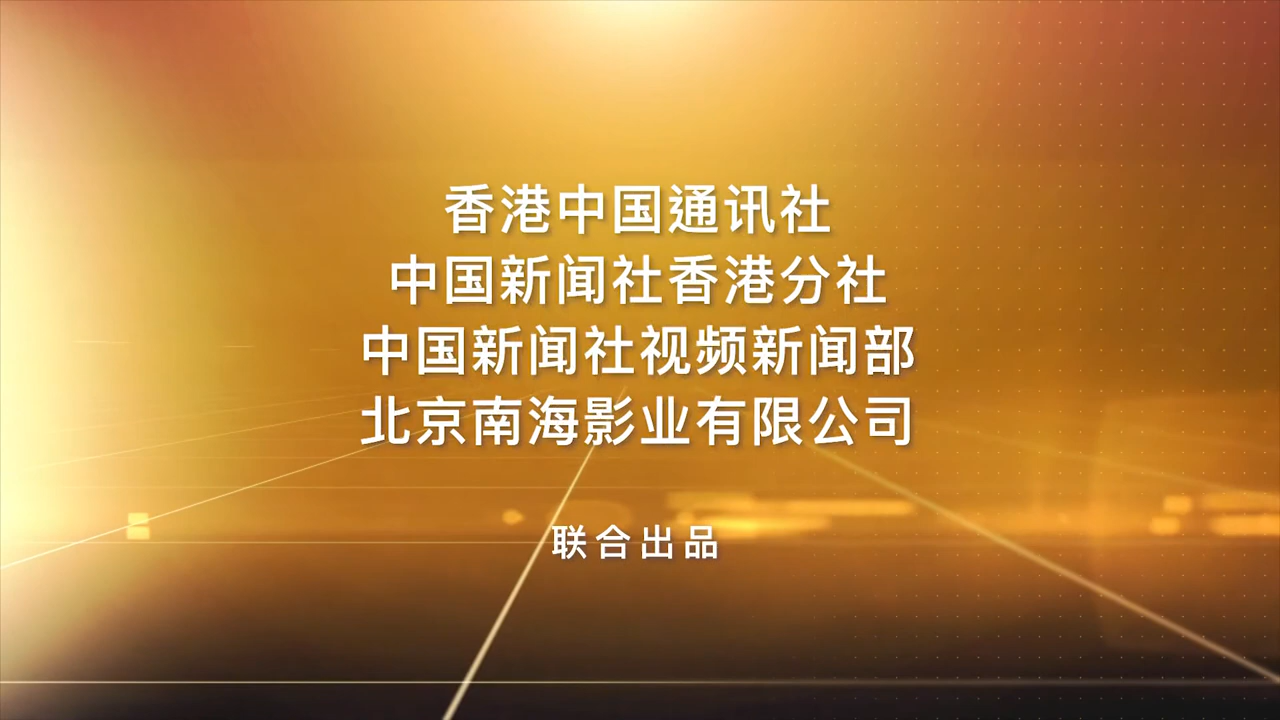 香港中国通讯社
中国新闻社香港分社
中国新闻社视频新闻部
北京南海影业有限公司
联合出品